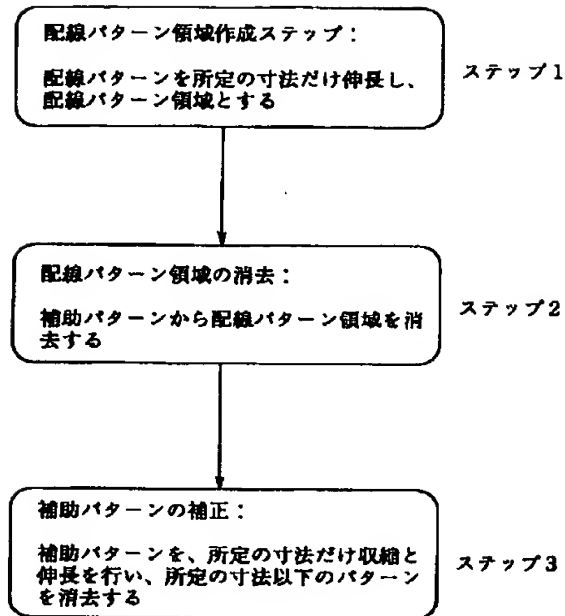 配線パターン領域作成ステップ：
配線パターンを所定の寸法だけ伸長し、
配線パターン領域とする
ステップ1
配線パターン領域の消去：
補助パターンから配線パターン領域を消
去する
ステップ2
補助パターンの補正：
補助パターンを、所定の寸法だけ収縮と
伸長を行い、所定の寸法以下のパターン
を消去する
ステップ3